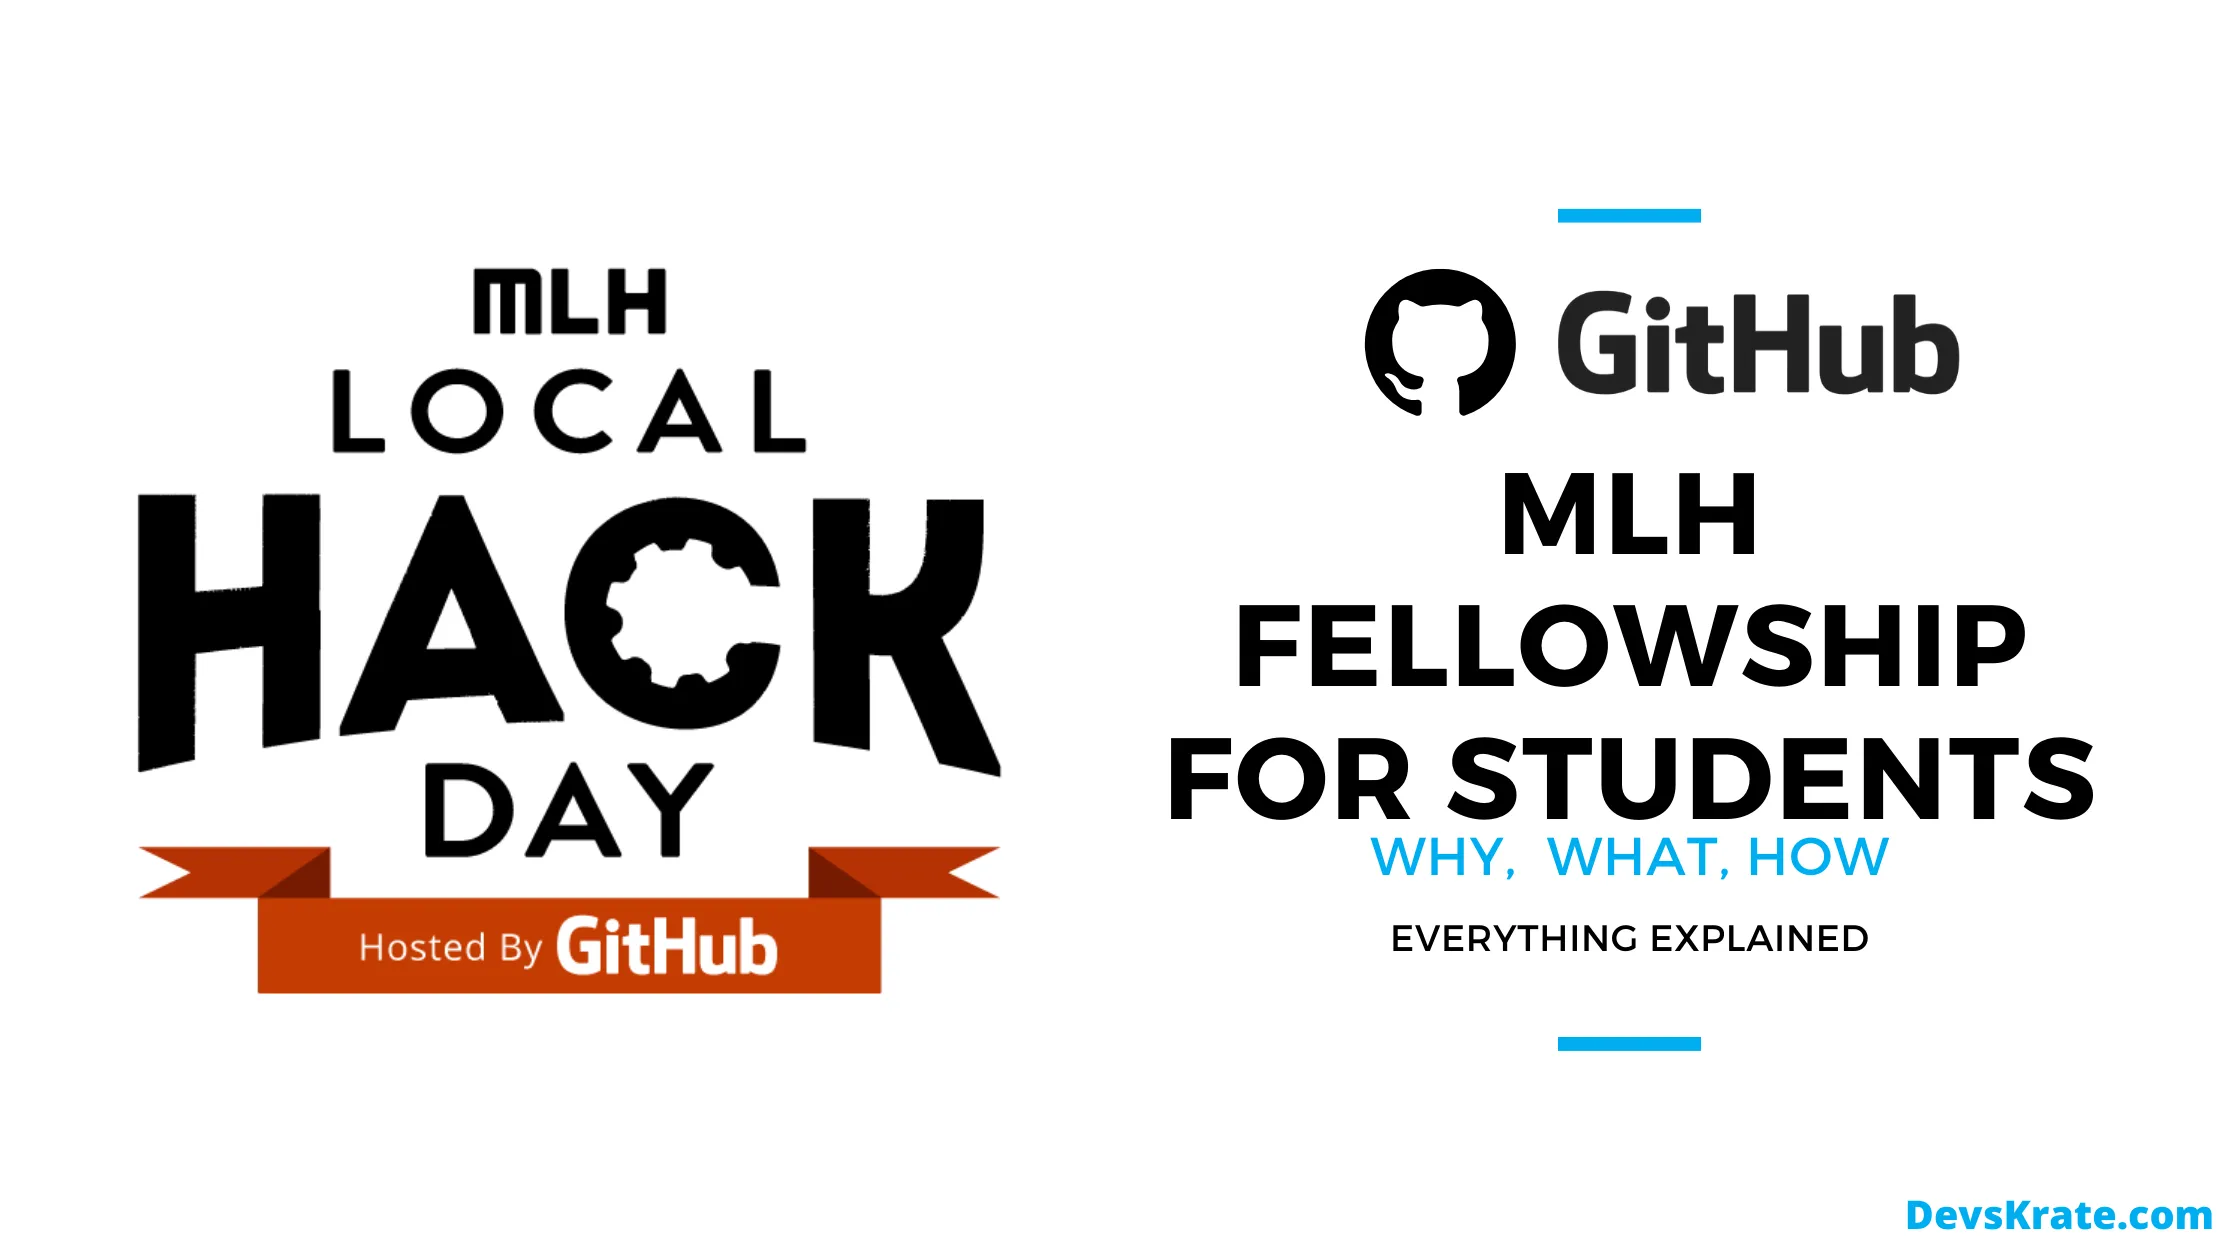 MLH
LOCAL
HACK
DAY
Hosted By GitHub
GitHub
MLH
FELLOWSHIP
FOR STUDENTS
WHY, WHAT, HOW
EVERYTHING EXPLAINED
DevsKrate.com